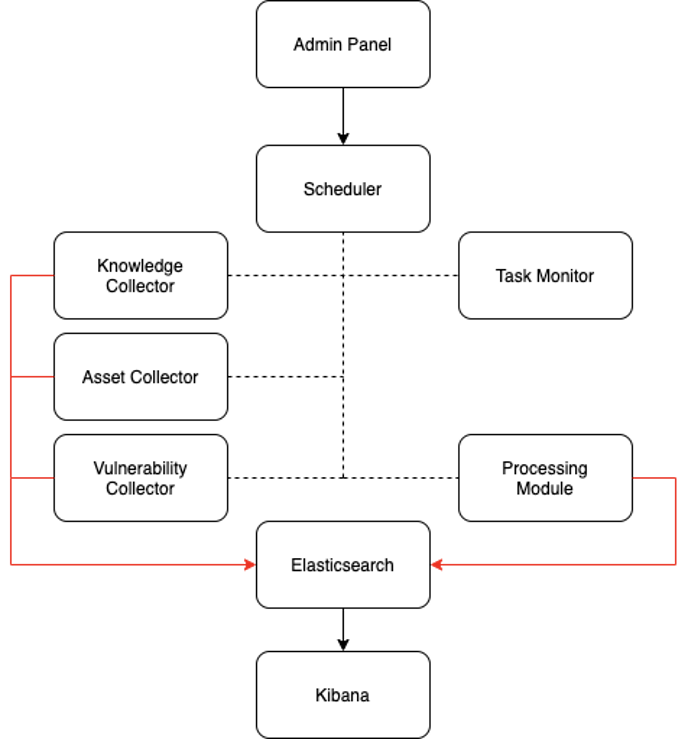 Admin Panel
Scheduler
Knowledge
Collector
Task Monitor
Asset Collector
Vulnerability
Collector
Processing
Module
Elasticsearch
Kibana